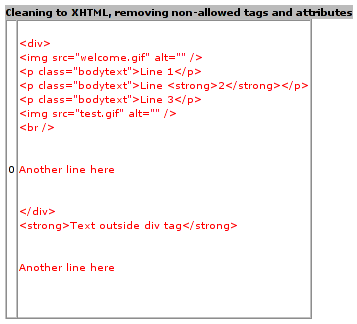 Cleaning to XHTML, removing non-allowed tags and attributes
<div>
<img src="welcome.gif" alt="" />
<p class="bodytext">Line 1</p>
<p class="bodytext">Line <strong>2</strong></p>
<p class="bodytext">Line 3</p>
<img src="test.gif" alt="" />
<br />
0 Another line here
</div>
<strong>Text outside div tag</strong>
Another line here